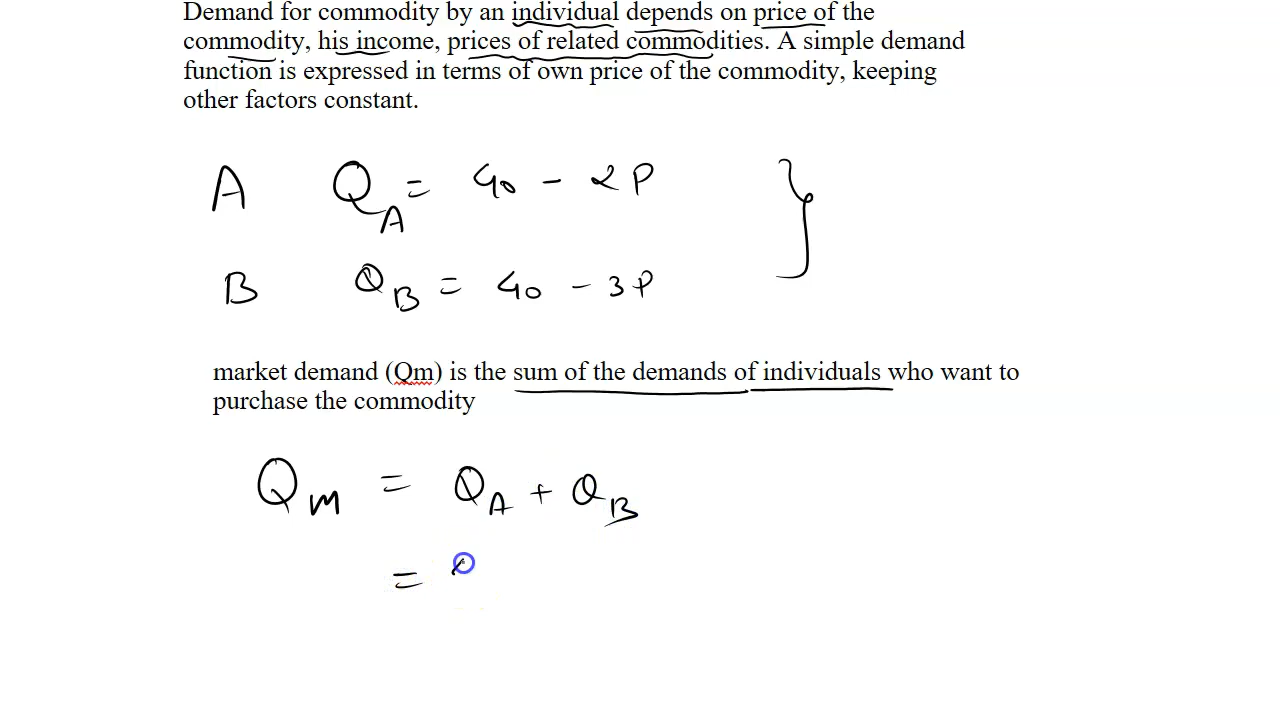 Demand for commodity by an individual depends on price of the
commodity, his income, prices of related commodities. A simple demand
function is expressed in terms of own price of the commodity, keeping
other factors constant.
A Q_A = 40 - 2P
B Q_B = 40 - 3P
market demand (Qm) is the sum of the demands of individuals who want to
purchase the commodity
Q_M = Q_A + Q_B
=